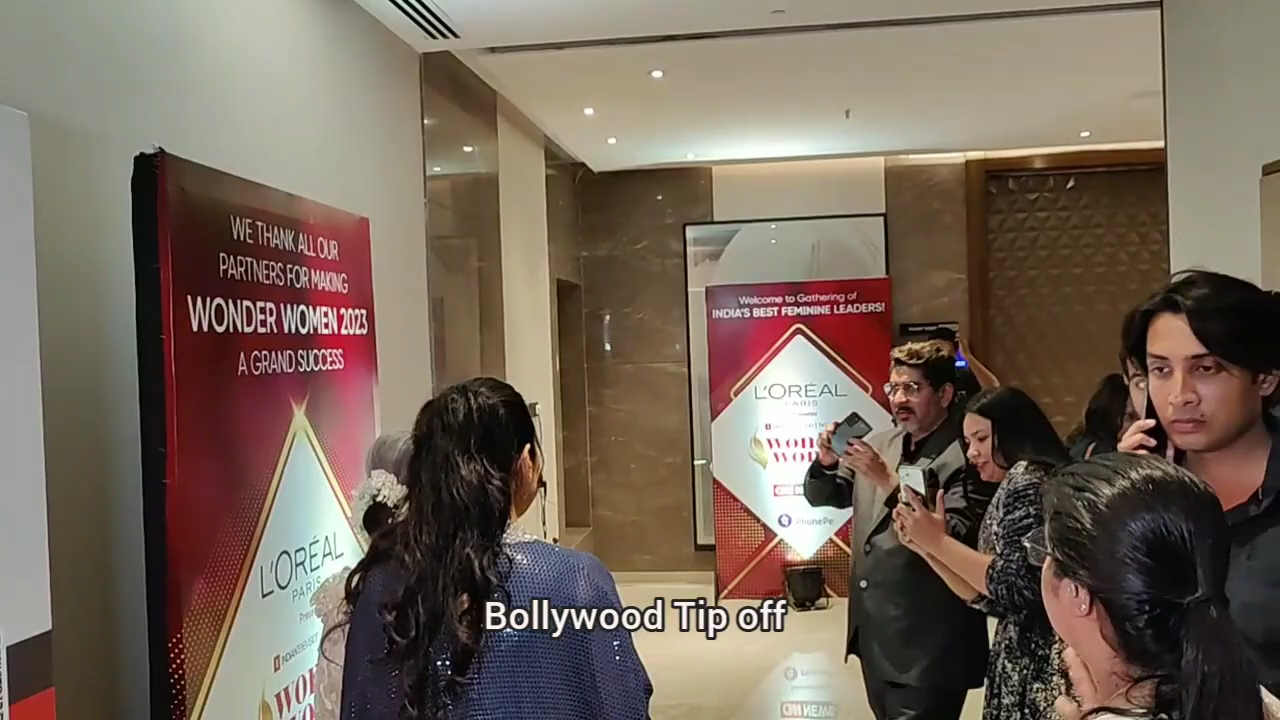 WE THANK ALL OUR
PARTNERS FOR MAKING
WONDER WOMEN 2023
A GRAND SUCCESS
L'ORÉAL
PARIS
Welcome to Gathering of
INDIA'S BEST FEMININE LEADERS!
L'ORÉAL
PARIS
PhonePe
Bollywood Tip off